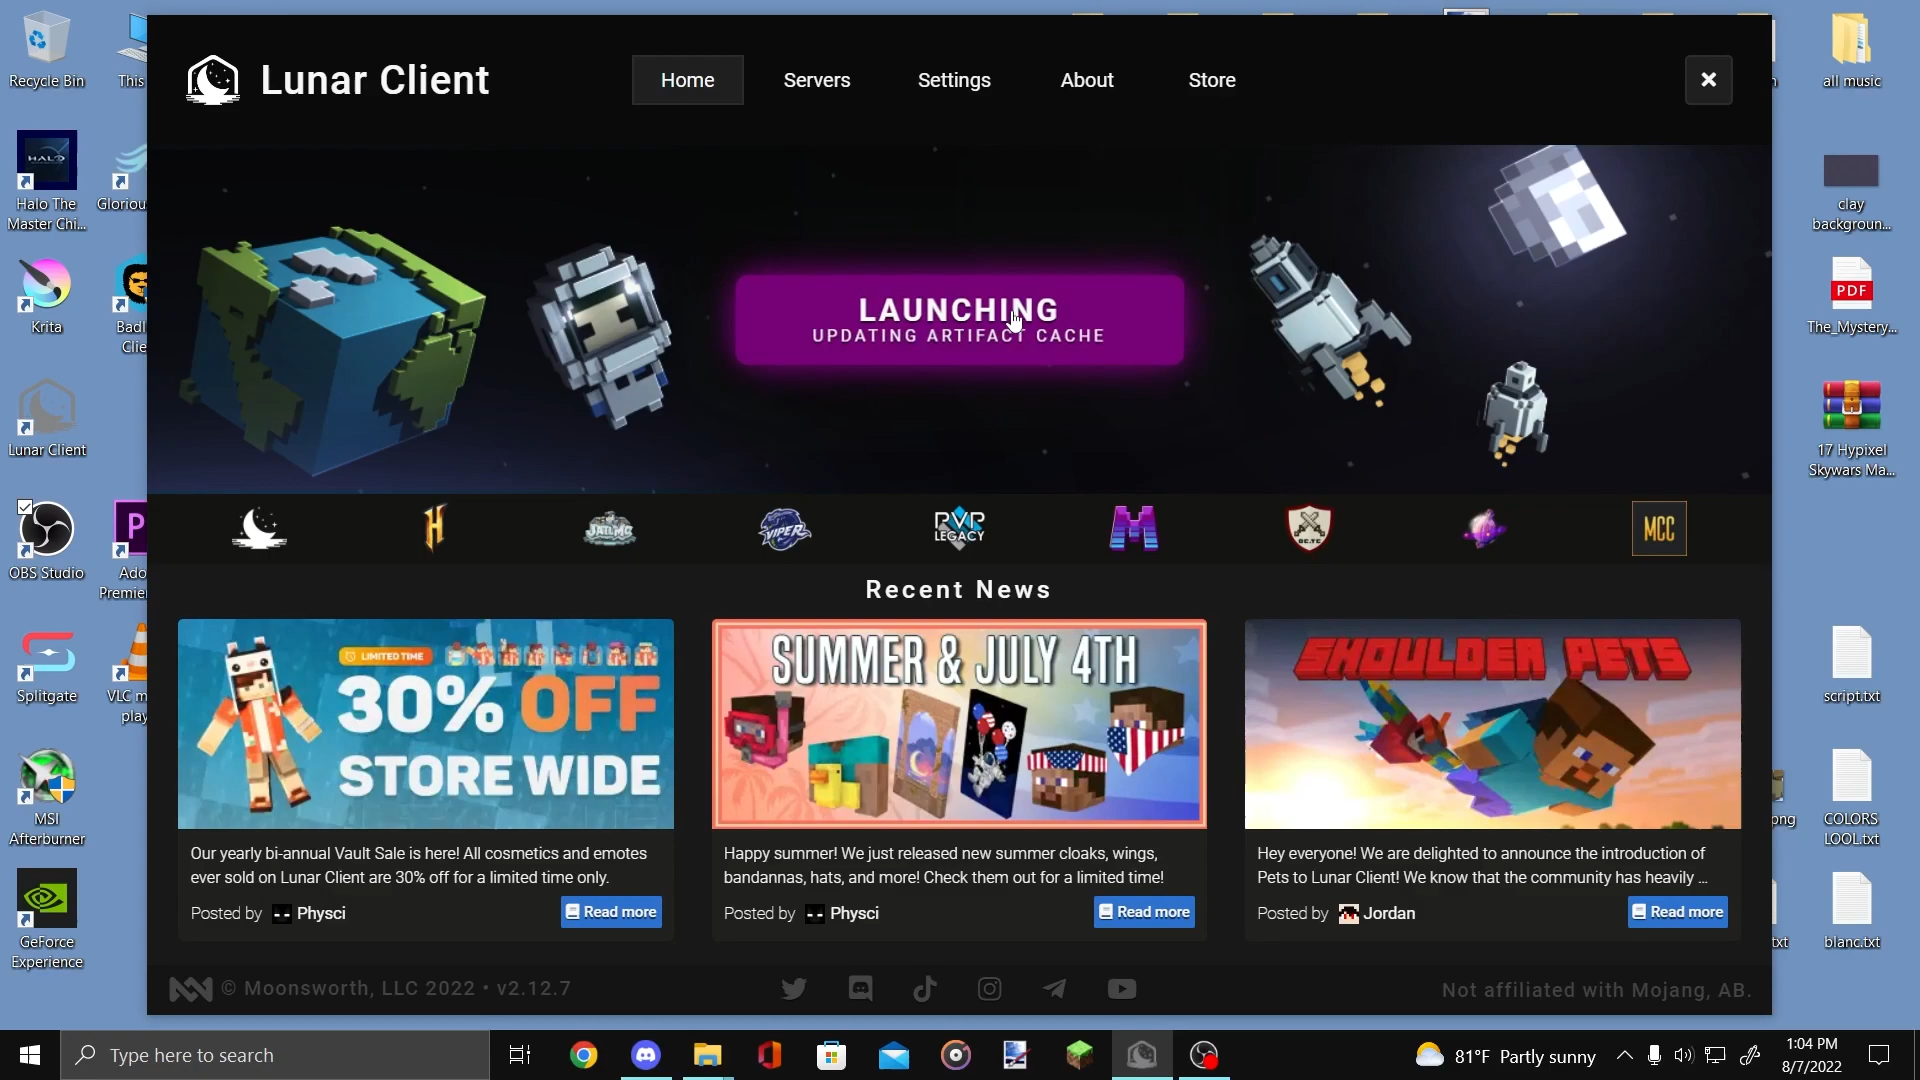 Recycle Bin
This
Lunar Client
Home
Servers
Settings
About
Store
all music
HALO
Halo The
Master Chi...
Glorious
clay
backgroun...
LAUNCHING
UPDATING ARTIFACT CACHE
Krita
Badl
Clie
PDF
The_Mystery...
Lunar Client
17 Hypixel
Skywars Ma...
H
JAILMC
VIPER
PVP
LEGACY
M
MCC
OBS Studio
P
Ado
Premier
Recent News
LIMITED TIME
30% OFF
STORE WIDE
SUMMER & JULY 4TH
SHOULDER PETS
Splitgate
VLC m
play
script.txt
MSI
Afterburner
png
COLORS
LOOL.txt
Our yearly bi-annual Vault Sale is here! All cosmetics and emotes
ever sold on Lunar Client are 30% off for a limited time only.
Posted by Physci
Read more
Happy summer! We just released new summer cloaks, wings,
bandannas, hats, and more! Check them out for a limited time!
Posted by Physci
Read more
Hey everyone! We are delighted to announce the introduction of
Pets to Lunar Client! We know that the community has heavily ...
Posted by Jordan
Read more
GeForce
Experience
txt
blanc.txt
© Moonsworth, LLC 2022 • v2.12.7
Not affiliated with Mojang, AB.
Type here to search
81°F Partly sunny
1:04 PM
8/7/2022